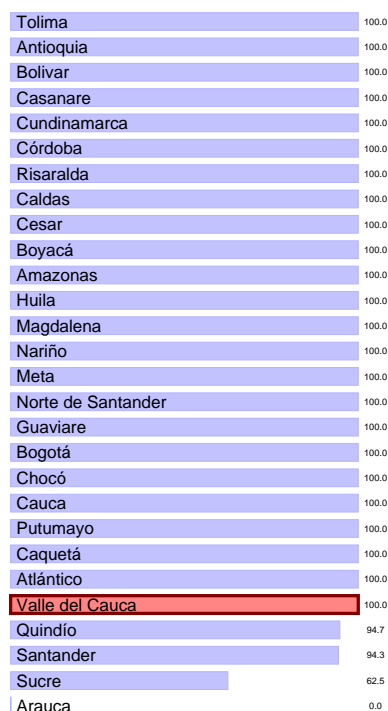 Tolima 100.0
Antioquia 100.0
Bolivar 100.0
Casanare 100.0
Cundinamarca 100.0
Córdoba 100.0
Risaralda 100.0
Caldas 100.0
Cesar 100.0
Boyacá 100.0
Amazonas 100.0
Huila 100.0
Magdalena 100.0
Nariño 100.0
Meta 100.0
Norte de Santander 100.0
Guaviare 100.0
Bogotá 100.0
Chocó 100.0
Cauca 100.0
Putumayo 100.0
Caquetá 100.0
Atlántico 100.0
Valle del Cauca 100.0
Quindío 94.7
Santander 94.3
Sucre 62.5
Arauca 0.0